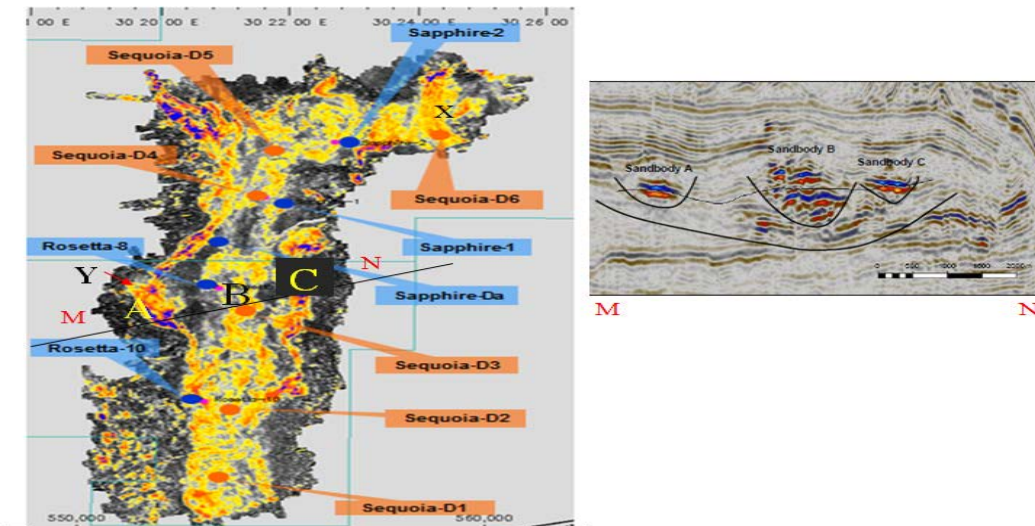 30 20 00 E
30 22 00 E
30 24 00 E
30 26 00 E
Sapphire-2
Sequoia-D5
X
Sequoia-D4
Sequoia-D6
Rosetta-8
Sapphire-1
Y
N
C
B
A
M
Sapphire-Da
Rosetta-10
Sequoia-D3
Sequoia-D2
Sequoia-D1
550,000
560,000
Sandbody B
Sandbody A
Sandbody C
M
N